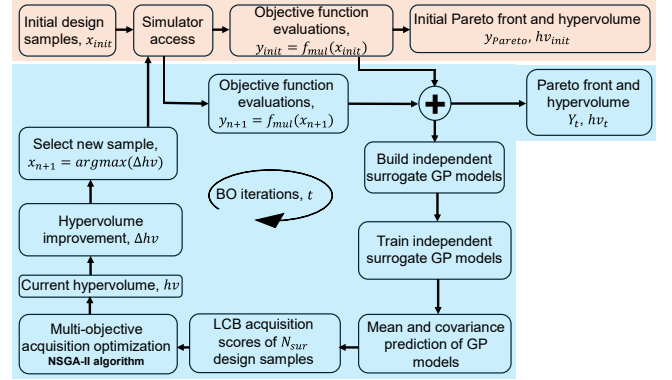 Initial design
samples, x_init
Simulator
access
Objective function
evaluations,
y_init = f_mul(x_init)
Initial Pareto front and hypervolume
y_Pareto, hv_init
Objective function
evaluations,
y_{n+1} = f_mul(x_{n+1})
+
Pareto front and
hypervolume
Y_t, hv_t
Select new sample,
x_{n+1} = argmax(Δhv)
Build independent
surrogate GP models
BO iterations, t
Hypervolume
improvement, Δhv
Train independent
surrogate GP models
Current hypervolume, hv
Multi-objective
acquisition optimization
NSGA-II algorithm
LCB acquisition
scores of N_sur
design samples
Mean and covariance
prediction of GP
models